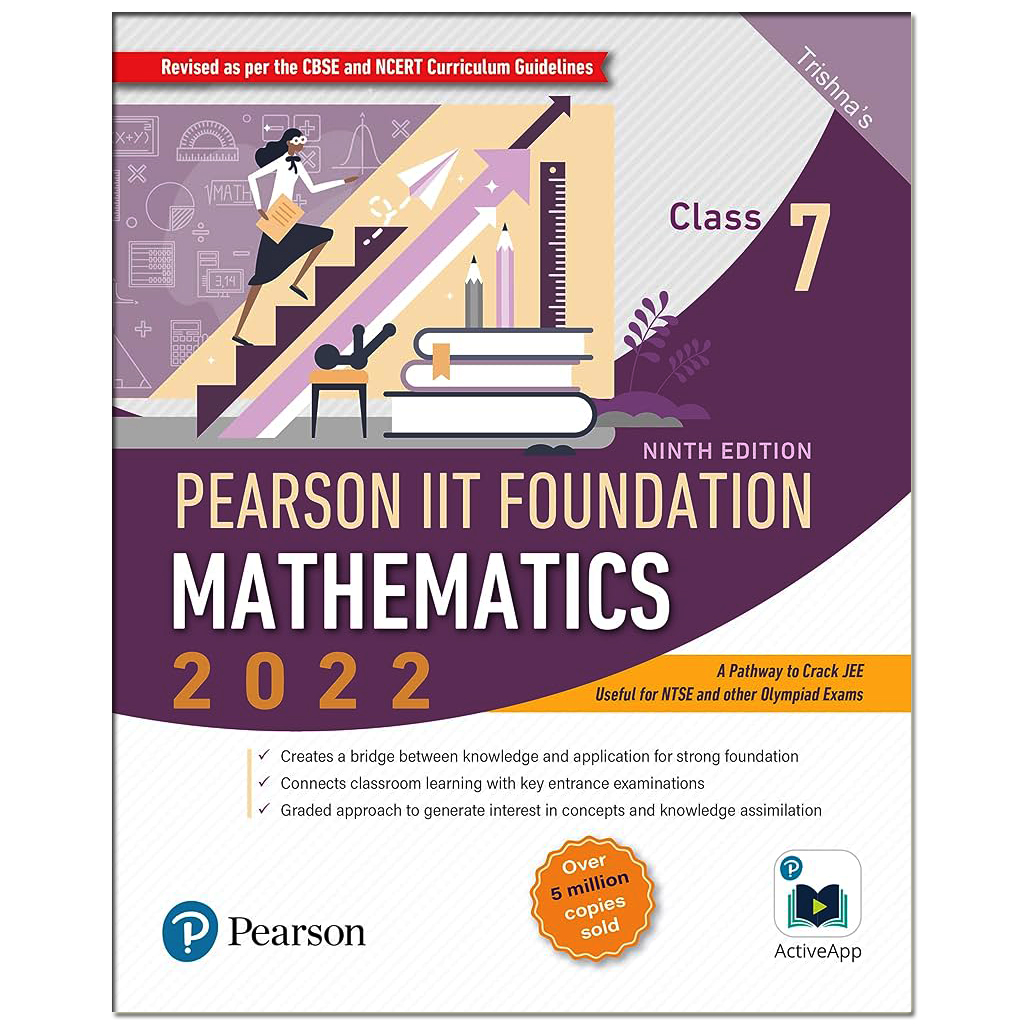 Revised as per the CBSE and NCERT Curriculum Guidelines
Trishna's
Class 7
3.14
NINTH EDITION
PEARSON IIT FOUNDATION
MATHEMATICS
2022
A Pathway to Crack JEE
Useful for NTSE and other Olympiad Exams
✓ Creates a bridge between knowledge and application for strong foundation
✓ Connects classroom learning with key entrance examinations
✓ Graded approach to generate interest in concepts and knowledge assimilation
Over
5 million
copies
sold
P Pearson
P
ActiveApp